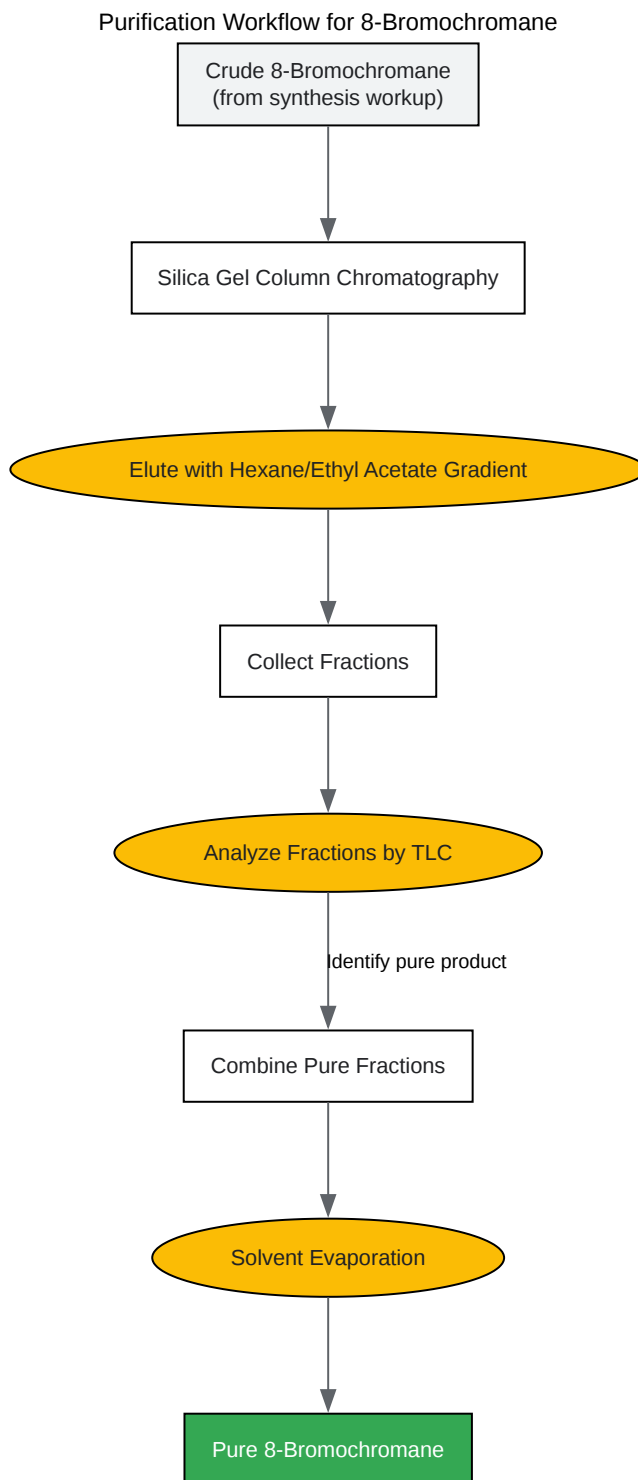 Purification Workflow for 8-Bromochromane
Crude 8-Bromochromane
(from synthesis workup)
Silica Gel Column Chromatography
Elute with Hexane/Ethyl Acetate Gradient
Collect Fractions
Analyze Fractions by TLC
Identify pure product
Combine Pure Fractions
Solvent Evaporation
Pure 8-Bromochromane